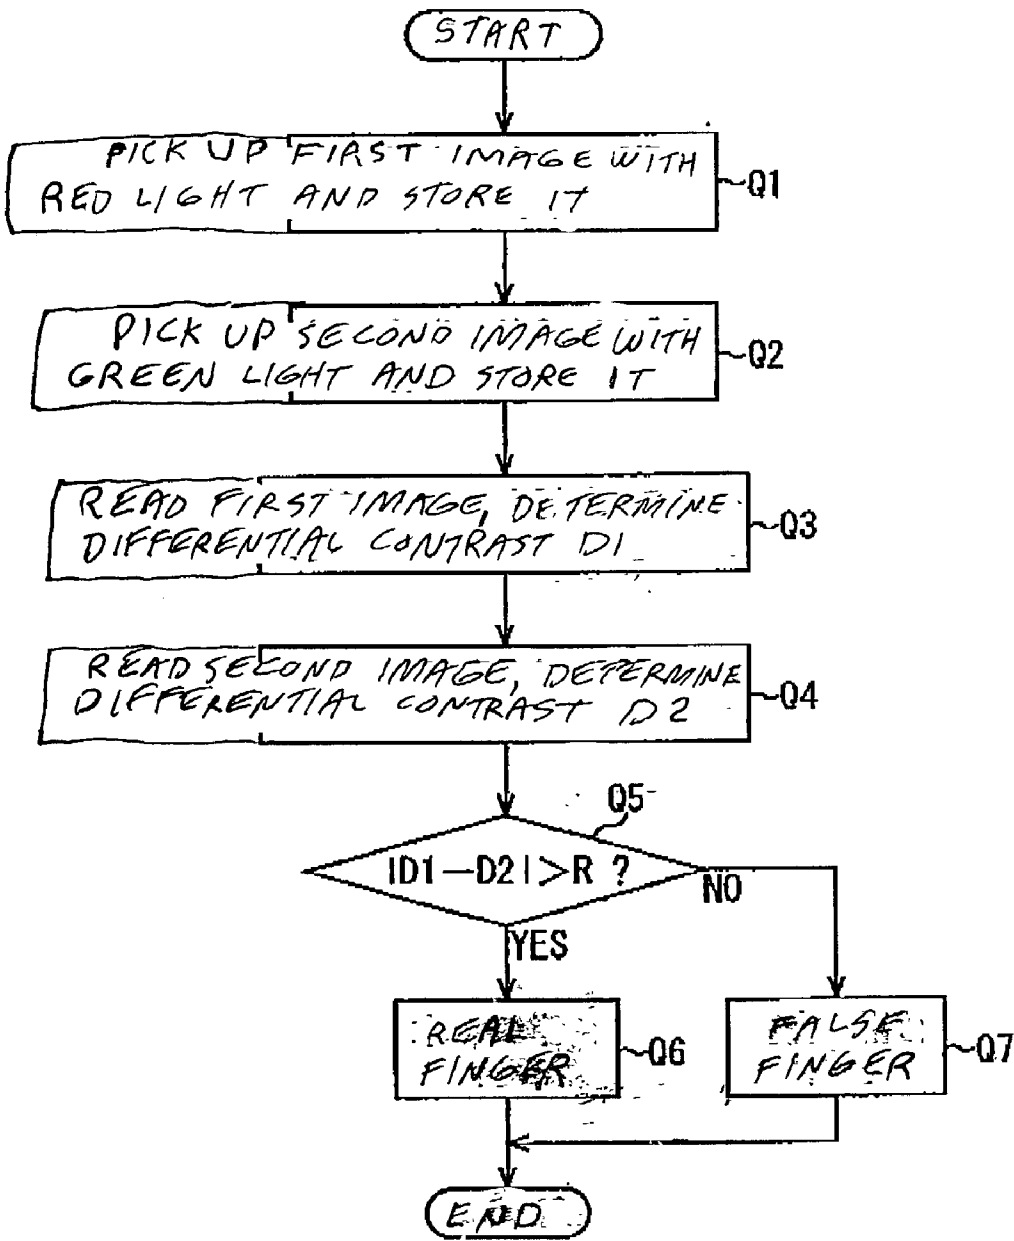 START
PICK UP FIRST IMAGE WITH
RED LIGHT AND STORE IT
Q1
PICK UP SECOND IMAGE WITH
GREEN LIGHT AND STORE IT
Q2
READ FIRST IMAGE, DETERMINE
DIFFERENTIAL CONTRAST D1
Q3
READ SECOND IMAGE, DETERMINE
DIFFERENTIAL CONTRAST D2
Q4
Q5
|D1-D2|>R ?
NO
YES
REAL
FINGER
Q6
FALSE
FINGER
Q7
END